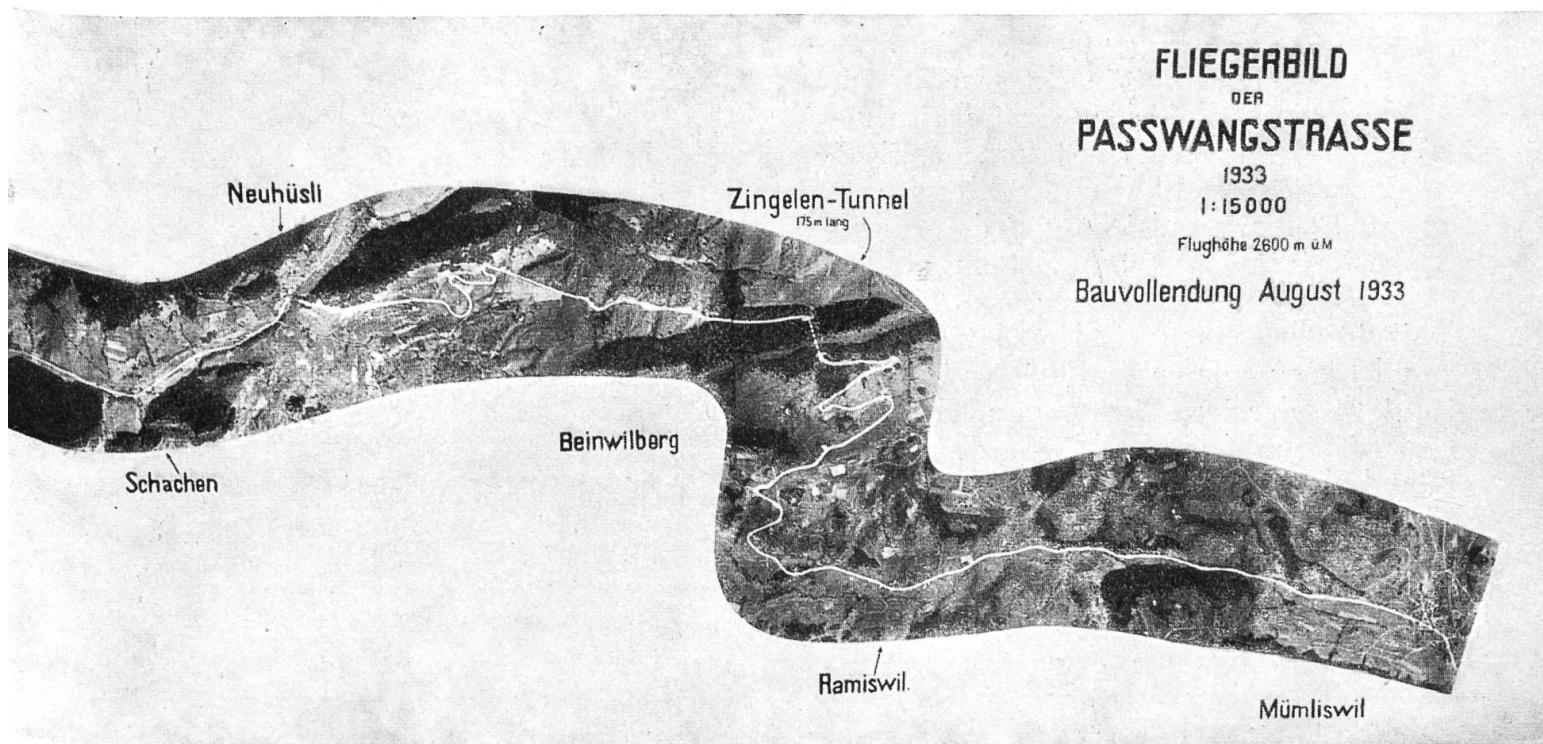 FLIEGERBILD
DER
PASSWANGSTRASSE
1933
1:15000
Flughöhe 2600 m ü.M
Bauvollendung August 1933
Neuhüsli
Zingelen-Tunnel
175m lang
Beinwilberg
Schachen
Ramiswil.
Mümliswil